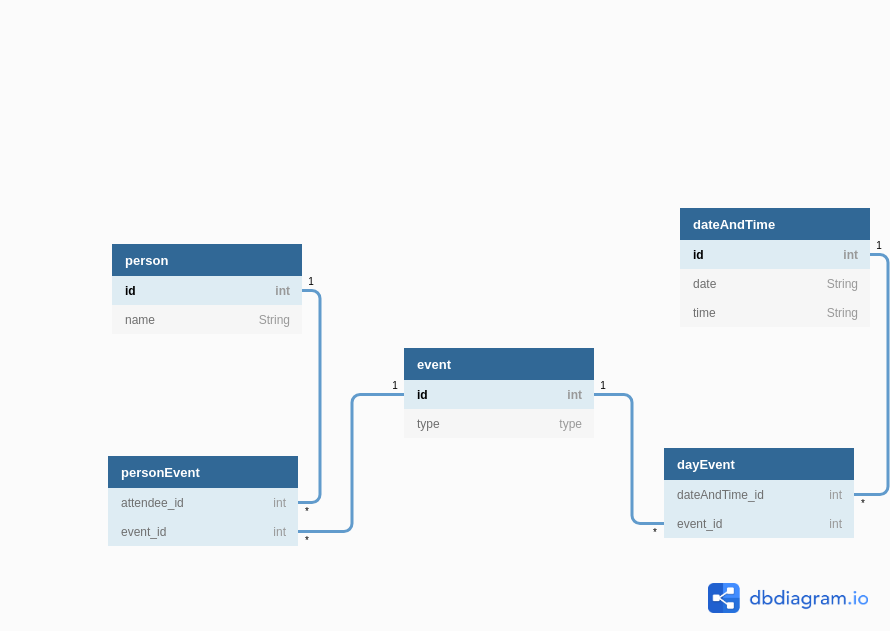 dateAndTime
1
id int
date String
time String
person
1
id int
name String
event
1 1
id int
type type
personEvent
attendee_id int
*
event_id int
*
dayEvent
dateAndTime_id int
*
event_id int
*
dbdiagram.io